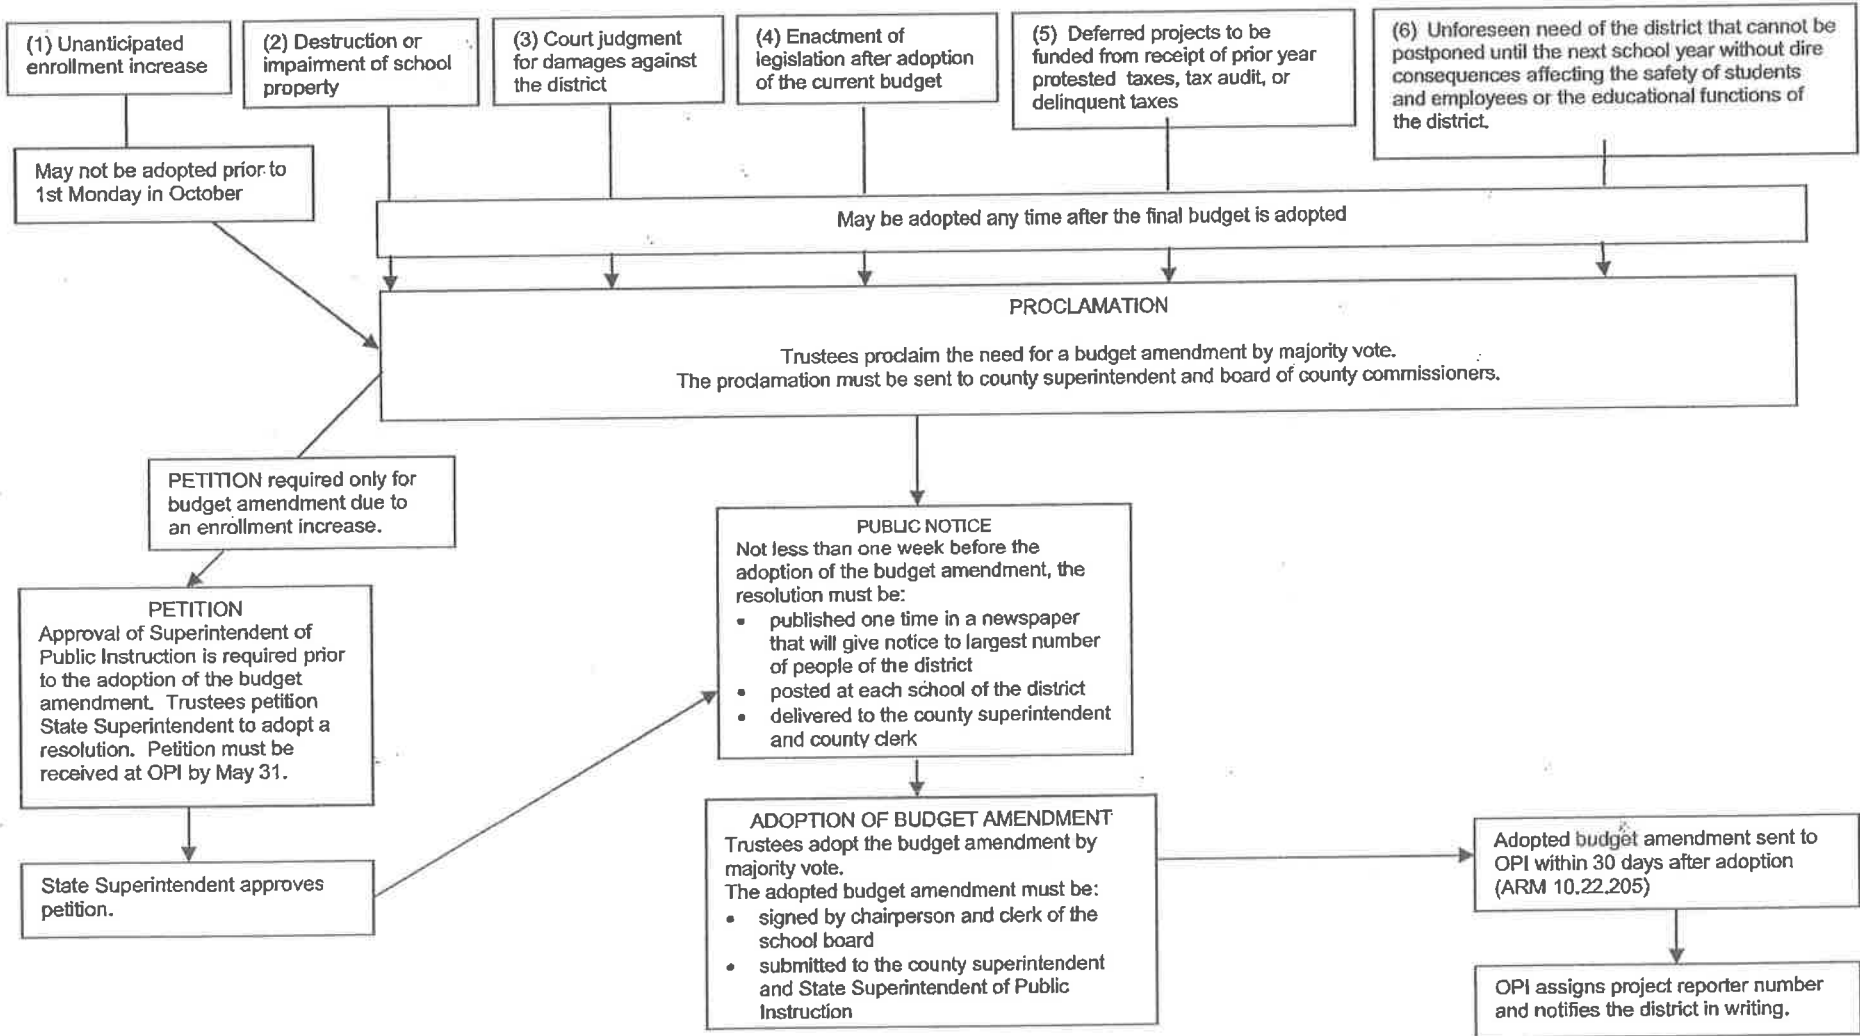 (1) Unanticipated
enrollment increase
(2) Destruction or
impairment of school
property
(3) Court judgment
for damages against
the district
(4) Enactment of
legislation after adoption
of the current budget
(5) Deferred projects to be
funded from receipt of prior year
protested taxes, tax audit, or
delinquent taxes
(6) Unforeseen need of the district that cannot be
postponed until the next school year without dire
consequences affecting the safety of students
and employees or the educational functions of
the district.
May not be adopted prior to
1st Monday in October
May be adopted any time after the final budget is adopted
PROCLAMATION
Trustees proclaim the need for a budget amendment by majority vote.
The proclamation must be sent to county superintendent and board of county commissioners.
PETITION required only for
budget amendment due to
an enrollment increase.
PETITION
Approval of Superintendent of
Public Instruction is required prior
to the adoption of the budget
amendment. Trustees petition
State Superintendent to adopt a
resolution. Petition must be
received at OPI by May 31.
State Superintendent approves
petition.
PUBLIC NOTICE
Not less than one week before the
adoption of the budget amendment, the
resolution must be:
• published one time in a newspaper
that will give notice to largest number
of people of the district
• posted at each school of the district
• delivered to the county superintendent
and county clerk
ADOPTION OF BUDGET AMENDMENT
Trustees adopt the budget amendment by
majority vote.
The adopted budget amendment must be:
• signed by chairperson and clerk of the
school board
• submitted to the county superintendent
and State Superintendent of Public
Instruction
Adopted budget amendment sent to
OPI within 30 days after adoption
(ARM 10.22.205)
OPI assigns project reporter number
and notifies the district in writing.